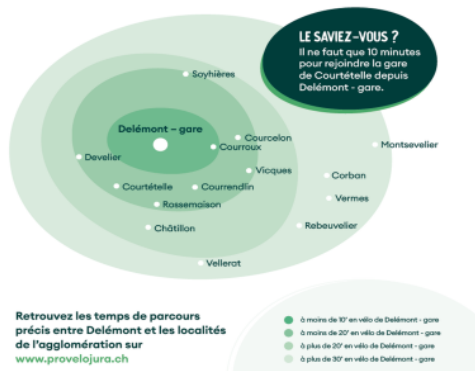 LE SAVIEZ-VOUS ?
Il ne faut que 10 minutes
pour rejoindre la gare
de Courtételle depuis
Delémont - gare.
Soyhières
Delémont – gare
Courcelon
Courroux
Montsevelier
Develier
Vicques
Corban
Courtételle
Courrendlin
Vermes
Rossemaison
Châtillon
Rebeuvelier
Vellerat
Retrouvez les temps de parcours
précis entre Delémont et les localités
de l'agglomération sur
www.provelojura.ch
à moins de 10' en vélo de Delémont - gare
à moins de 20' en vélo de Delémont - gare
à plus de 20' en vélo de Delémont - gare
à plus de 30' en vélo de Delémont - gare